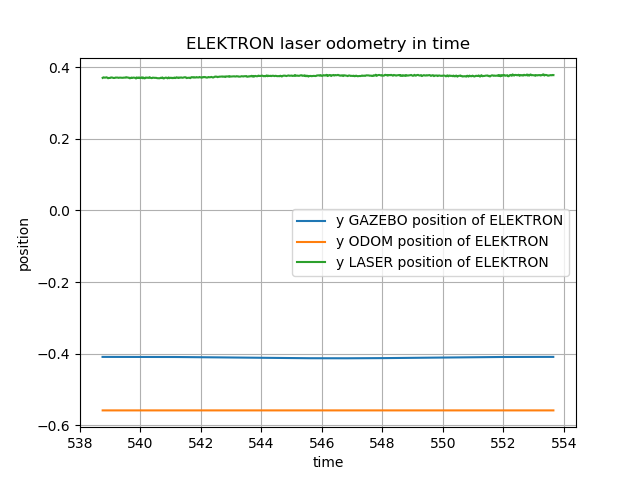 ELEKTRON laser odometry in time
position
0.4
0.2
0.0
−0.2
−0.4
−0.6
y GAZEBO position of ELEKTRON
y ODOM position of ELEKTRON
y LASER position of ELEKTRON
538 540 542 544 546 548 550 552 554
time